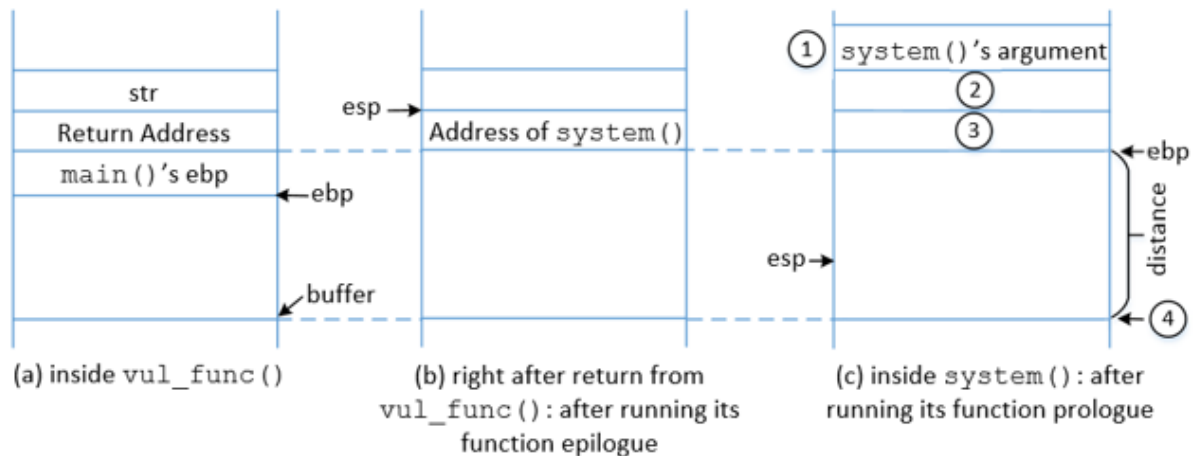 str
Return Address
main()'s ebp
ebp
buffer
(a) inside vul_func()
esp
Address of system()
(b) right after return from
vul_func(): after running its
function epilogue
1
system()'s argument
2
3
ebp
distance
esp
4
(c) inside system(): after
running its function prologue